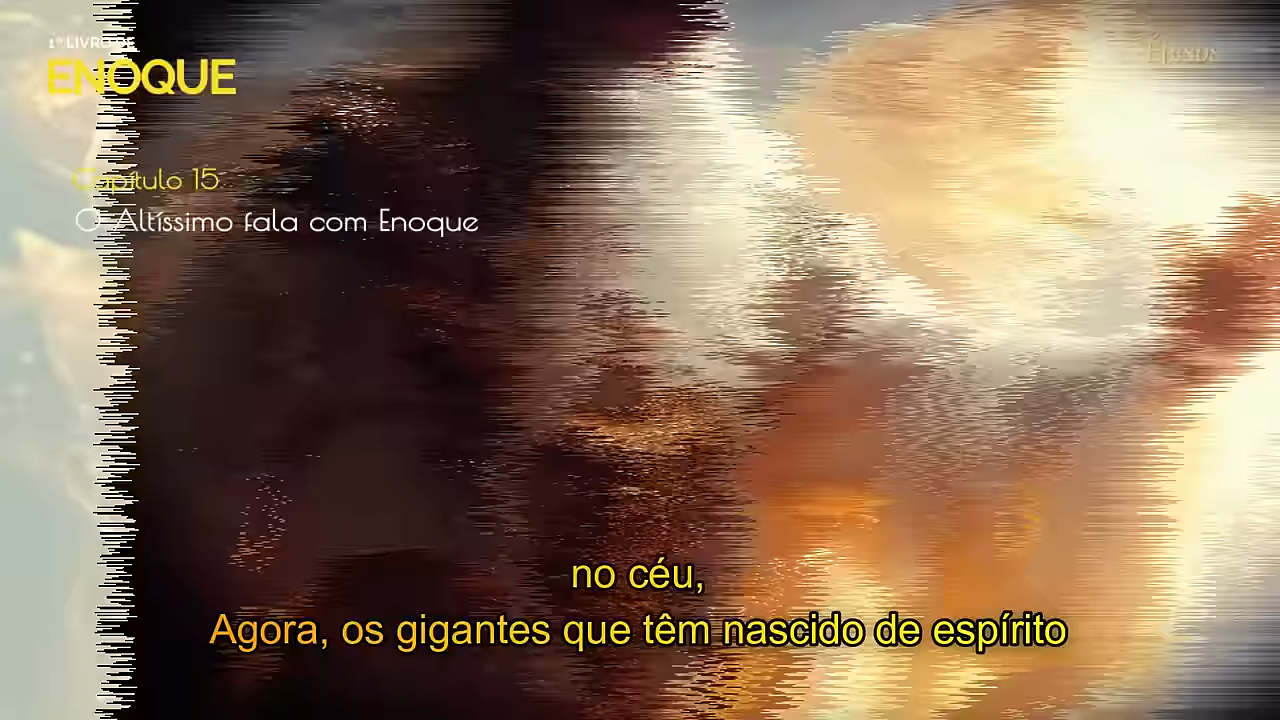 1º LIVRO DE
ENOQUE
Capítulo 15
O Altíssimo fala com Enoque
no céu,
Agora, os gigantes que têm nascido de espírito